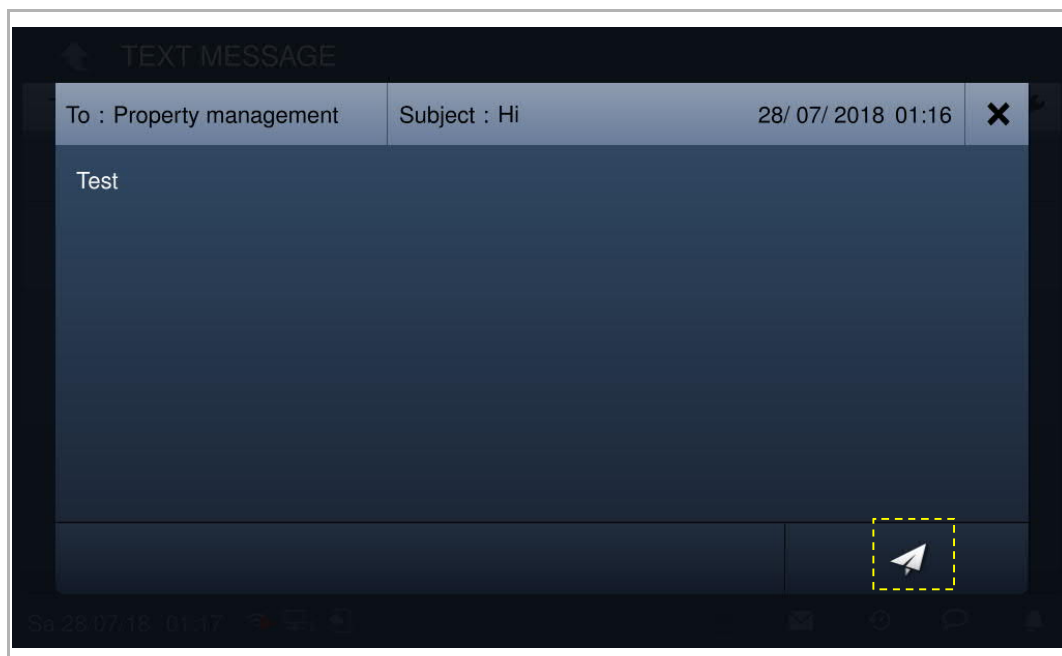 TEXT MESSAGE
To : Property management Subject : Hi 28/ 07/ 2018 01:16
Test
Sa.28.07.18 01:17